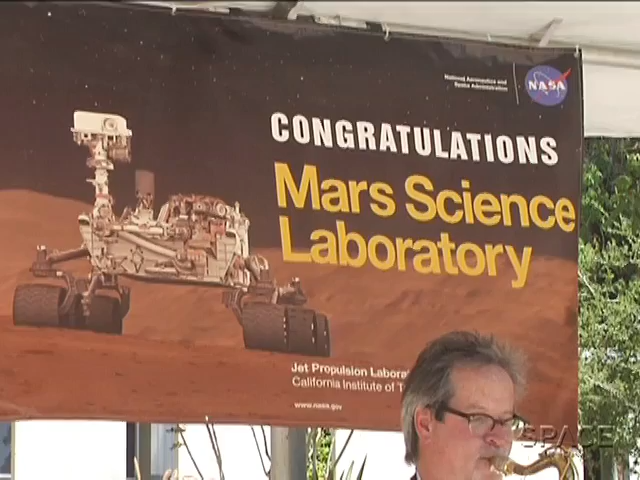 National Aeronautics and
Space Administration
NASA
CONGRATULATIONS
Mars Science
Laboratory
Jet Propulsion
California Institute of
www.nasa.gov
SPACE